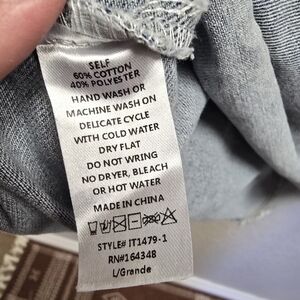 SELF
60% COTTON
40% POLYESTER
HAND WASH OR
MACHINE WASH ON
DELICATE CYCLE
WITH COLD WATER
DRY FLAT
DO NOT WRING
NO DRYER, BLEACH
OR HOT WATER
MADE IN CHINA
STYLE# IT1479-1
RN#164348
L/Grande